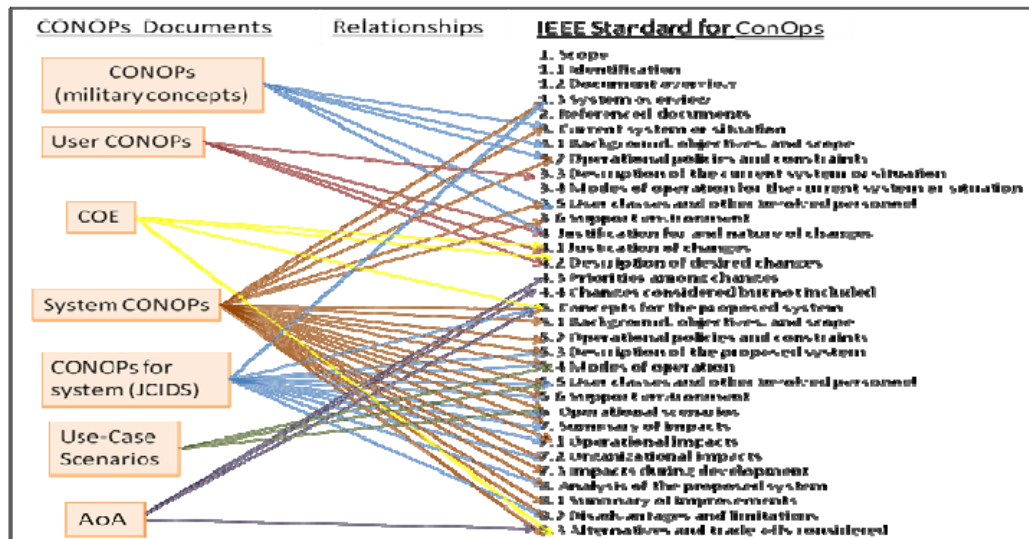 CONOPs Documents
Relationships
IEEE Standard for ConOps
CONOPs
(military concepts)
User CONOPs
COE
System CONOPs
CONOPs for
system (JCIDS)
Use-Case
Scenarios
AoA
1. Scope
1.1 Identification
1.2 Document overview
1.3 System overview
2. Referenced documents
3. Current system or situation
3.1 Background, objectives, and scope
3.2 Operational policies and constraints
3.3 Description of the current system or situation
3.4 Modes of operation for the current system or situation
3.5 User classes and other involved personnel
3.6 Support environment
4. Justification for and nature of changes
4.1 Justication of changes
4.2 Description of desired changes
4.3 Priorities among changes
4.4 Changes considered but not included
5. Concepts for the proposed system
5.1 Background, objectives, and scope
5.2 Operational policies and constraints
5.3 Description of the proposed system
5.4 Modes of operation
5.5 User classes and other involved personnel
5.6 Support environment
6. Operational scenarios
7. Summary of impacts
7.1 Operational impacts
7.2 Organizational impacts
7.3 Impacts during development
8. Analysis of the proposed system
8.1 Summary of improvements
8.2 Disadvantages and limitations
8.3 Alternatives and trade-offs considered